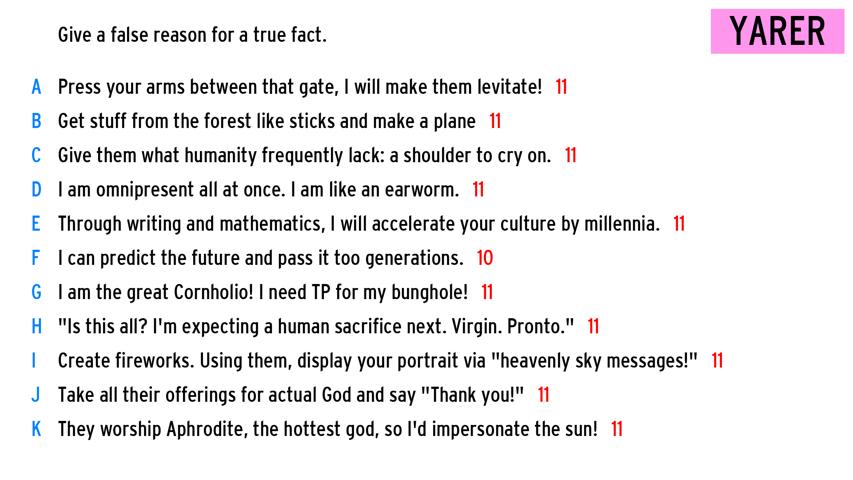 Give a false reason for a true fact.
YARER
A Press your arms between that gate, I will make them levitate! 11
B Get stuff from the forest like sticks and make a plane 11
C Give them what humanity frequently lack: a shoulder to cry on. 11
D I am omnipresent all at once. I am like an earworm. 11
E Through writing and mathematics, I will accelerate your culture by millennia. 11
F I can predict the future and pass it too generations. 10
G I am the great Cornholio! I need TP for my bunghole! 11
H "Is this all? I'm expecting a human sacrifice next. Virgin. Pronto." 11
I Create fireworks. Using them, display your portrait via "heavenly sky messages!" 11
J Take all their offerings for actual God and say "Thank you!" 11
K They worship Aphrodite, the hottest god, so I'd impersonate the sun! 11